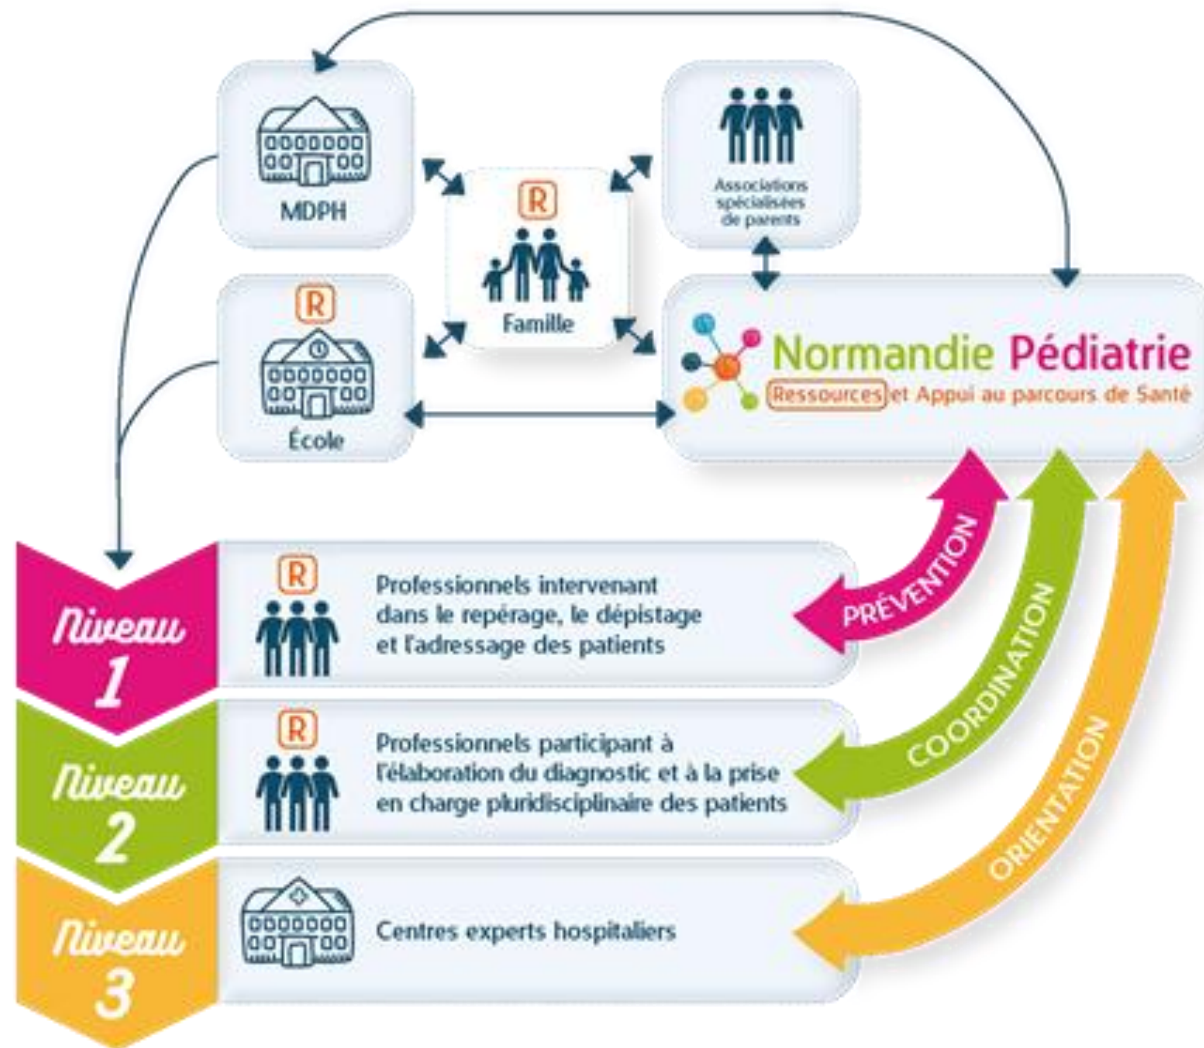 MDPH
Associations
spécialisées
de parents
R
Famille
R
École
Normandie Pédiatrie
Ressources et Appui au parcours de Santé
PRÉVENTION
COORDINATION
ORIENTATION
Niveau
1
R
Professionnels intervenant
dans le repérage, le dépistage
et l'adressage des patients
Niveau
2
R
Professionnels participant à
l'élaboration du diagnostic et à la prise
en charge pluridisciplinaire des patients
Niveau
3
Centres experts hospitaliers